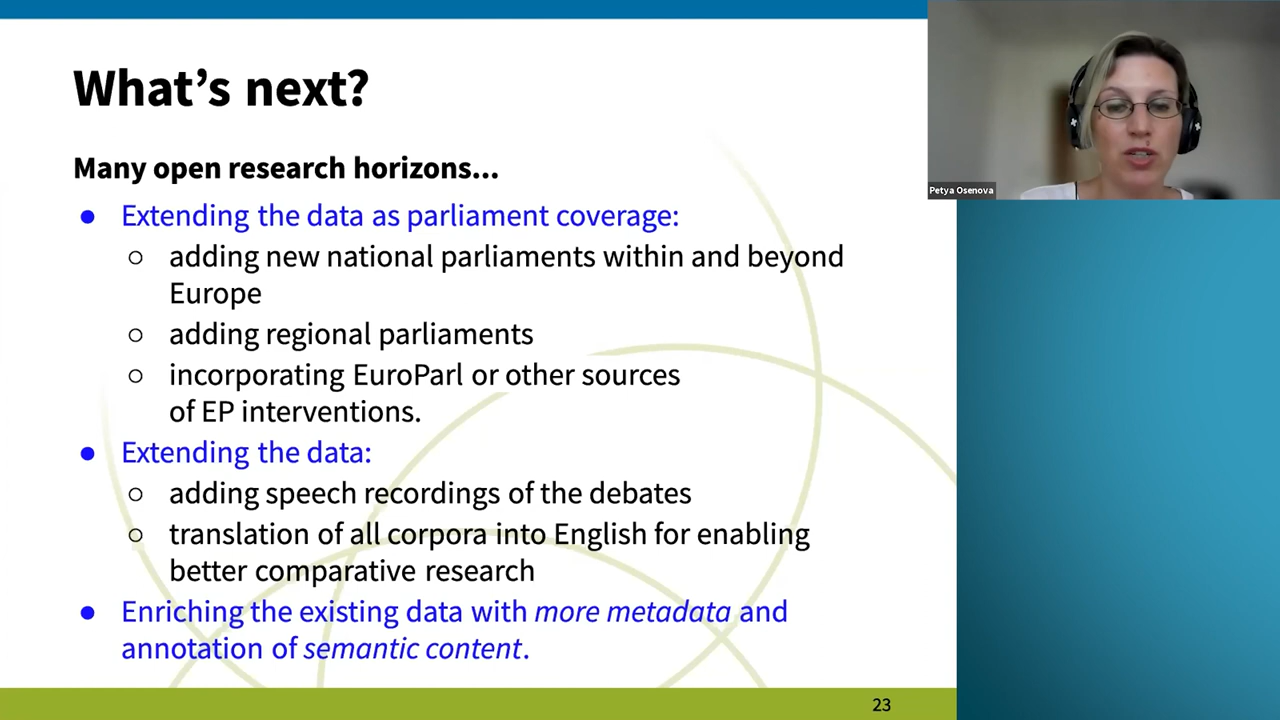 What's next?
Many open research horizons...
● Extending the data as parliament coverage:
○ adding new national parliaments within and beyond
Europe
○ adding regional parliaments
○ incorporating EuroParl or other sources
of EP interventions.
● Extending the data:
○ adding speech recordings of the debates
○ translation of all corpora into English for enabling
better comparative research
● Enriching the existing data with more metadata and
annotation of semantic content.
23
Petya Osenova